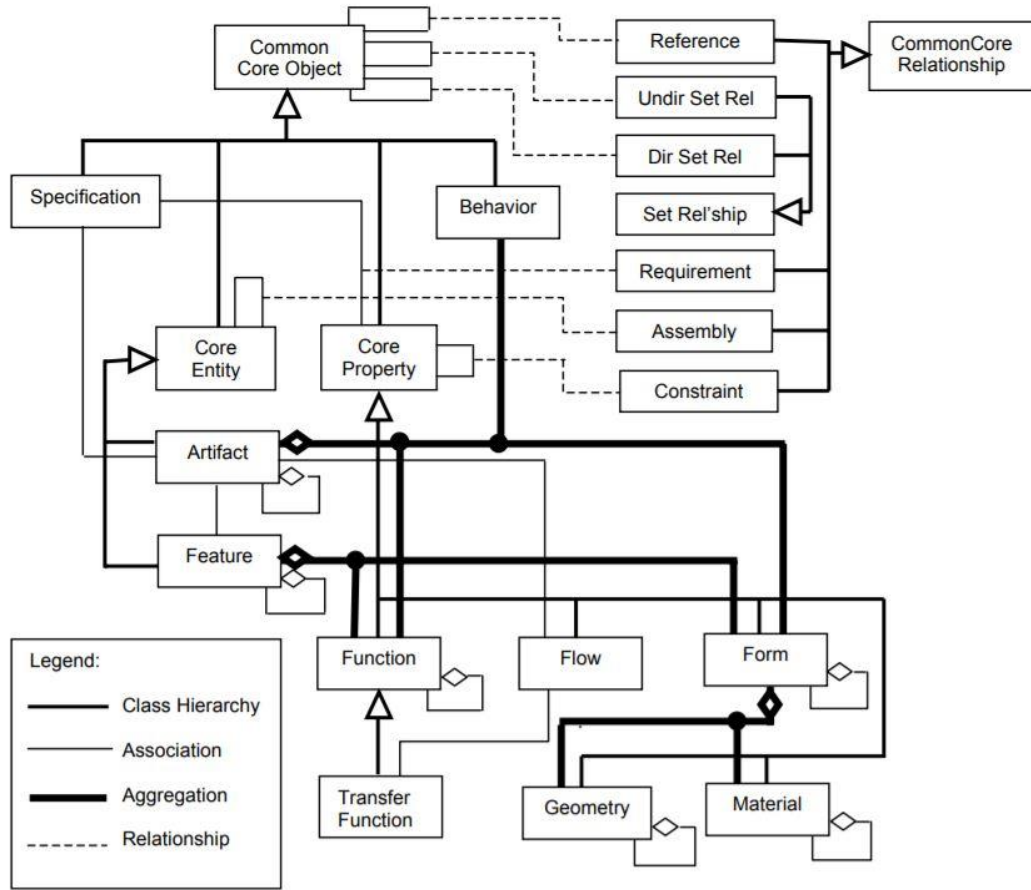 Common
Core Object
Reference
CommonCore
Relationship
Undir Set Rel
Dir Set Rel
Specification
Behavior
Set Rel'ship
Requirement
Assembly
Core
Entity
Core
Property
Constraint
Artifact
Feature
Function
Flow
Form
Legend:
Class Hierarchy
Association
Aggregation
Relationship
Transfer
Function
Geometry
Material